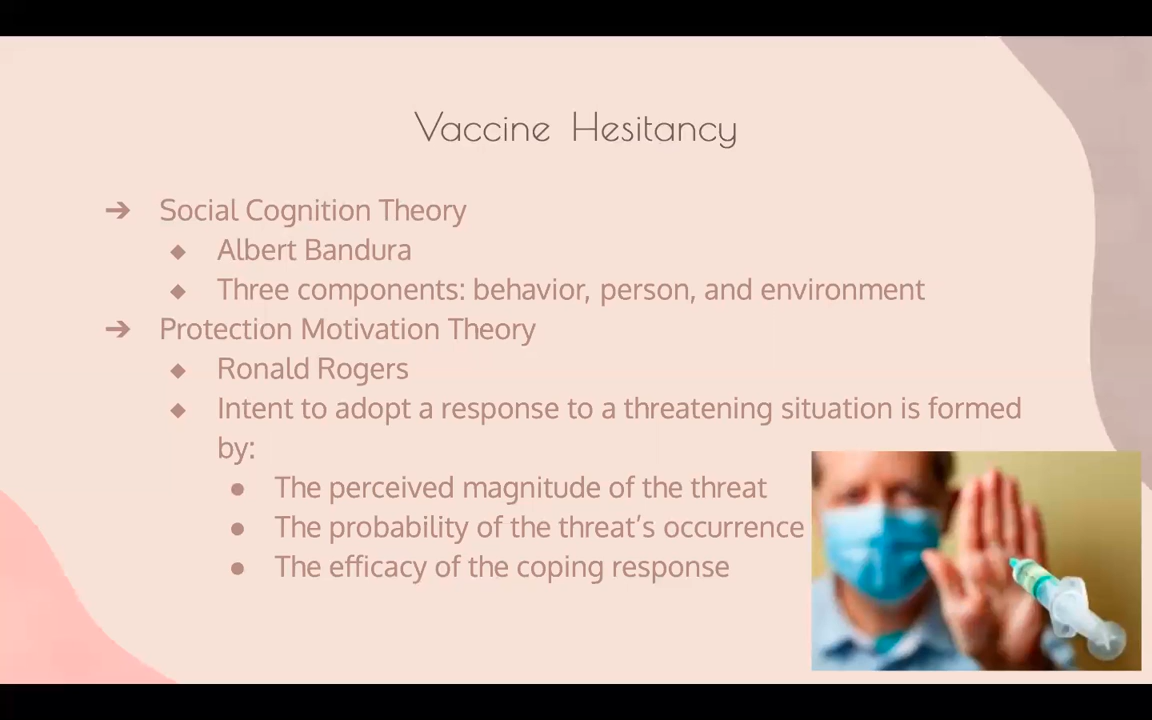 Vaccine Hesitancy
➔ Social Cognition Theory
◆ Albert Bandura
◆ Three components: behavior, person, and environment
➔ Protection Motivation Theory
◆ Ronald Rogers
◆ Intent to adopt a response to a threatening situation is formed
by:
● The perceived magnitude of the threat
● The probability of the threat’s occurrence
● The efficacy of the coping response